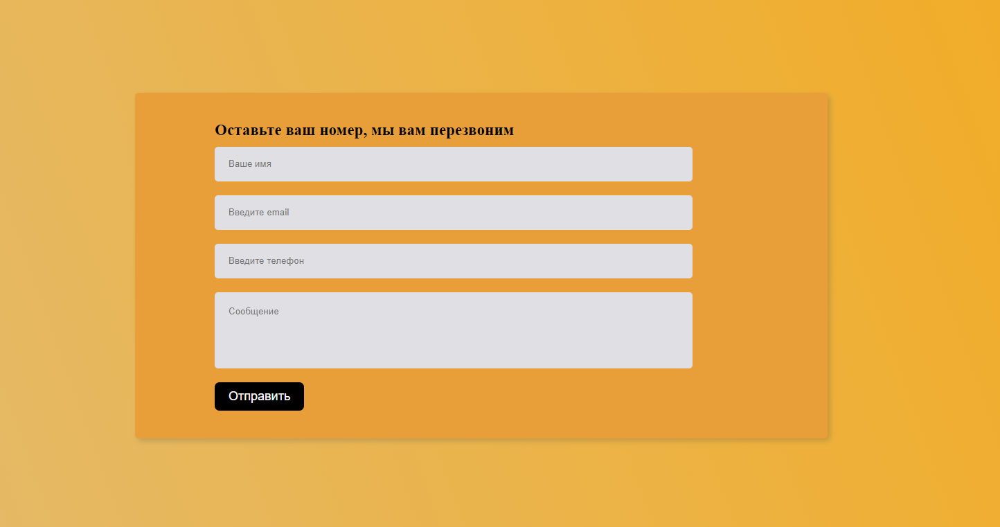 Оставьте ваш номер, мы вам перезвоним
Ваше имя
Введите email
Введите телефон
Сообщение
Отправить